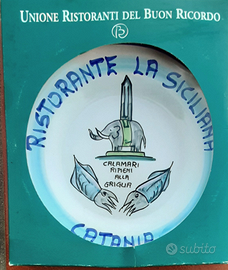 UNIONE RISTORANTI DEL BUON RICORDO
B
RISTORANTE LA SICILIANA
CALAMARI
RIPIENI
ALLA
GRIGLIA
CATANIA
subito